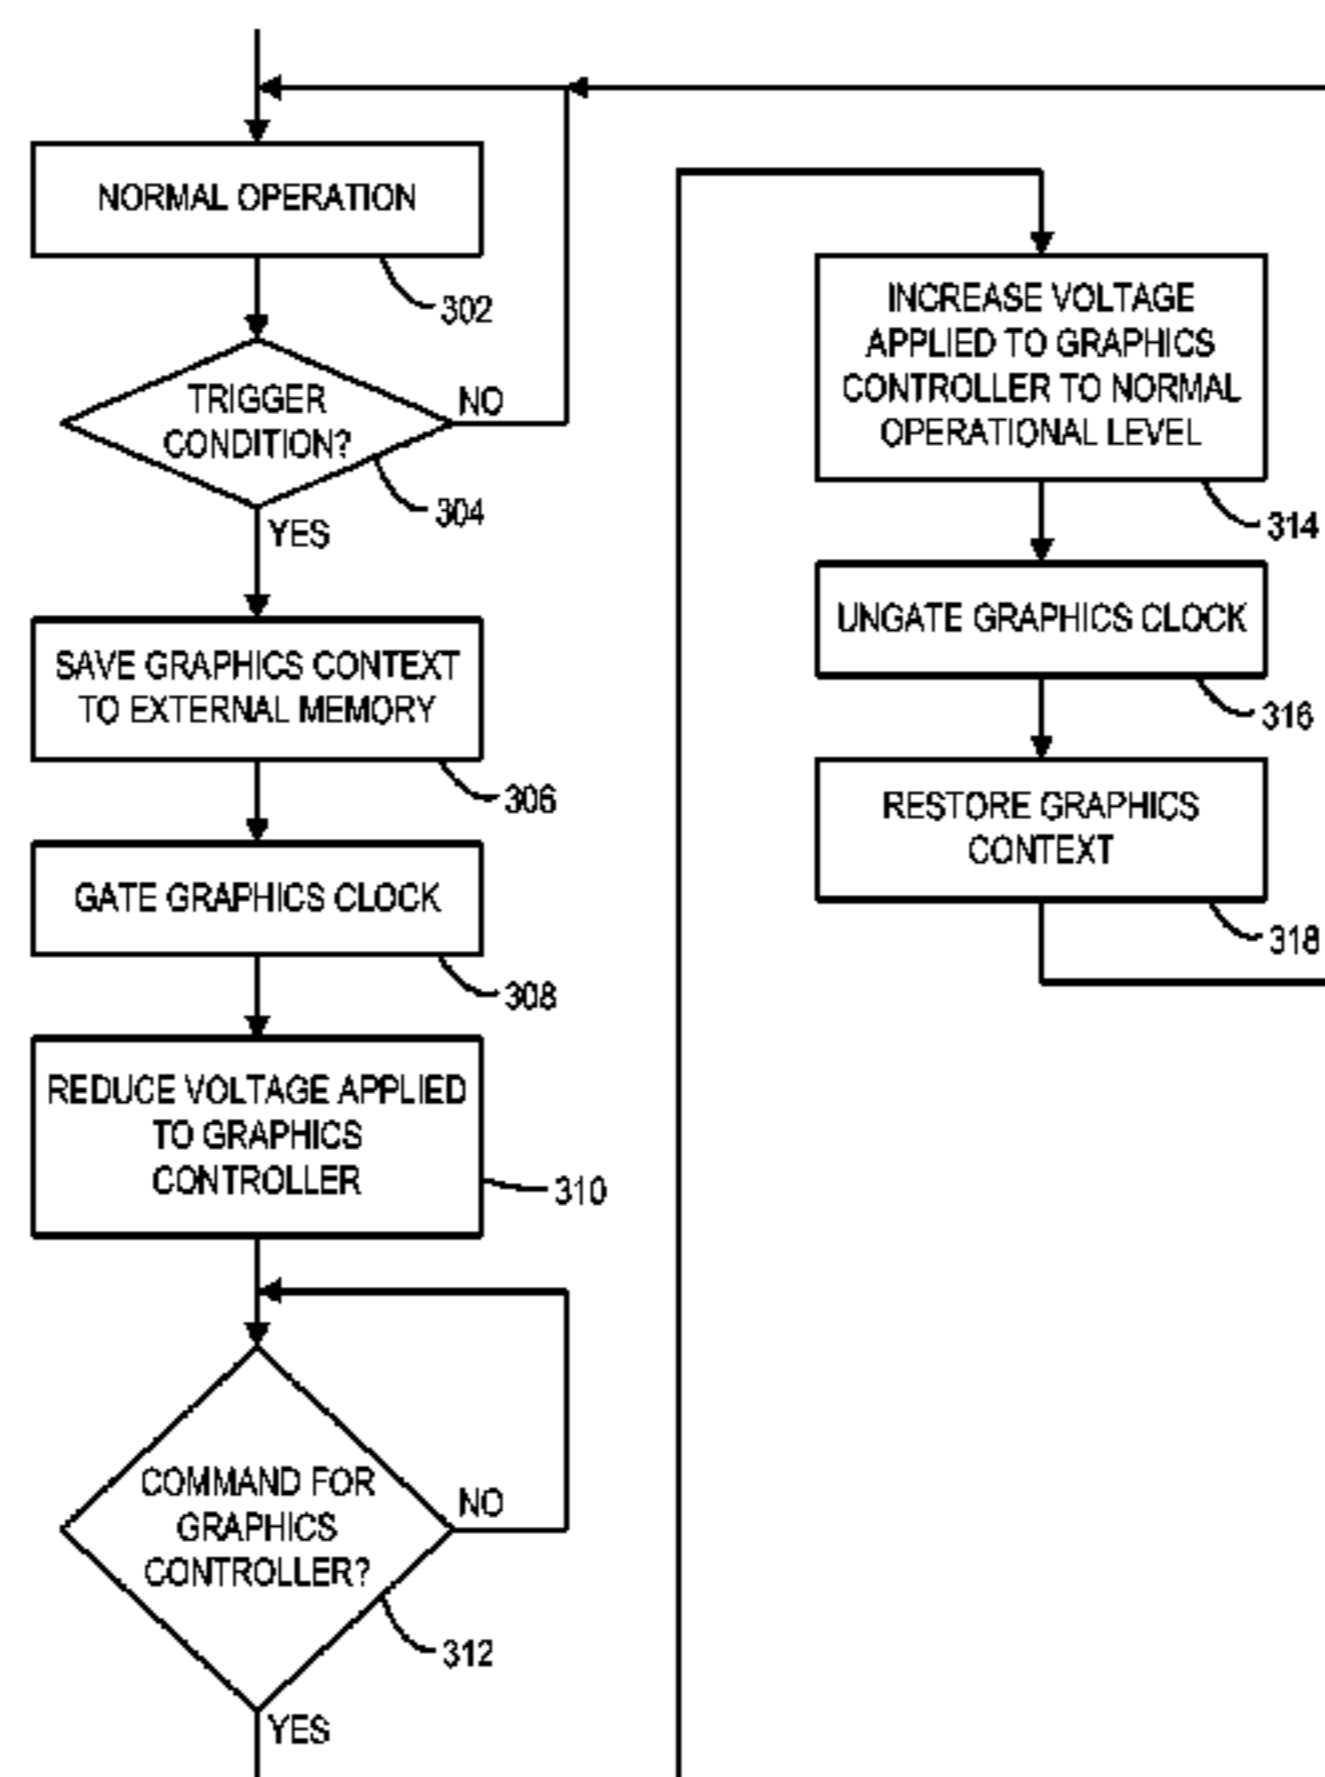 NORMAL OPERATION
302
TRIGGER
CONDITION?
NO
304
YES
SAVE GRAPHICS CONTEXT
TO EXTERNAL MEMORY
306
GATE GRAPHICS CLOCK
308
REDUCE VOLTAGE APPLIED
TO GRAPHICS
CONTROLLER
310
COMMAND FOR
GRAPHICS
CONTROLLER?
NO
312
YES
INCREASE VOLTAGE
APPLIED TO GRAPHICS
CONTROLLER TO NORMAL
OPERATIONAL LEVEL
314
UNGATE GRAPHICS CLOCK
316
RESTORE GRAPHICS
CONTEXT
318